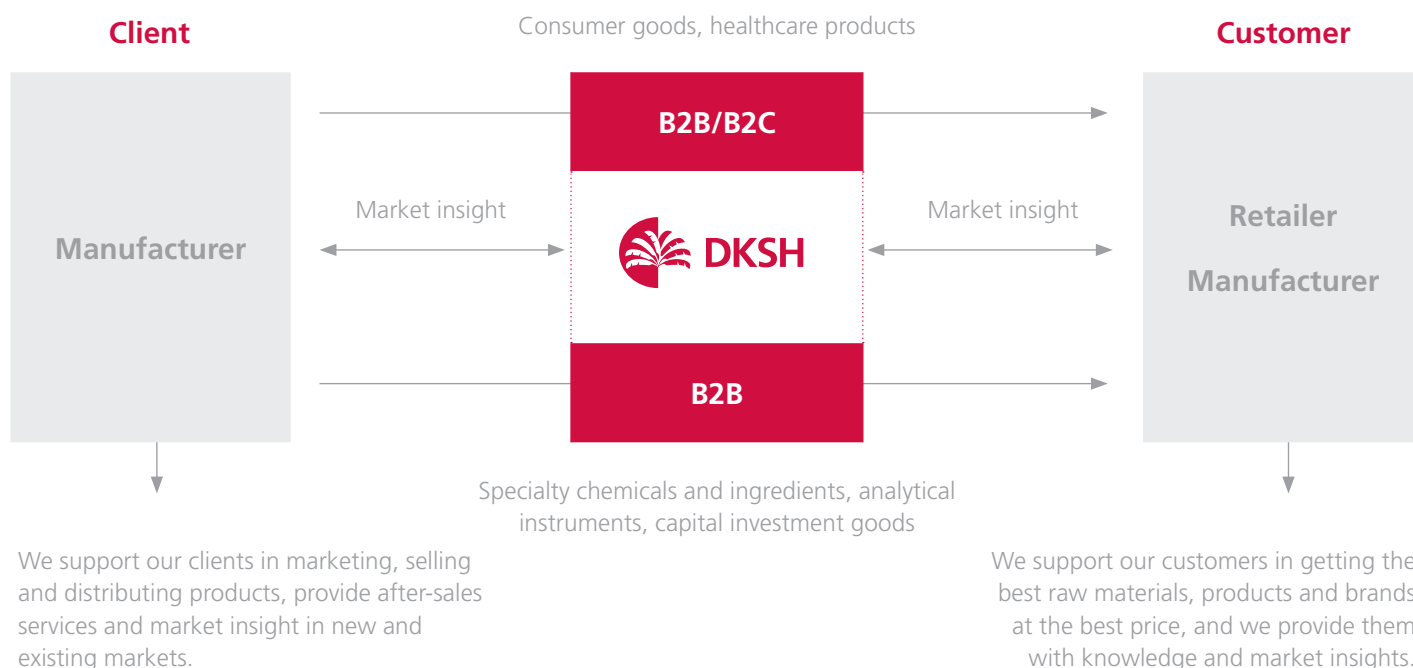 Client
Consumer goods, healthcare products
Customer
B2B/B2C
Manufacturer
Market insight
DKSH
Market insight
Retailer
Manufacturer
B2B
Specialty chemicals and ingredients, analytical
instruments, capital investment goods
We support our clients in marketing, selling
and distributing products, provide after-sales
services and market insight in new and
existing markets.
We support our customers in getting the
best raw materials, products and brands
at the best price, and we provide them
with knowledge and market insights.